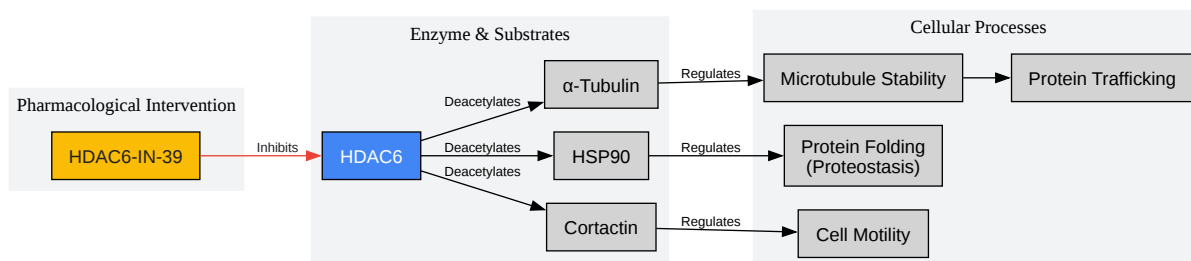 Pharmacological Intervention
HDAC6-IN-39
Inhibits
Enzyme & Substrates
HDAC6
Deacetylates
Deacetylates
Deacetylates
α-Tubulin
HSP90
Cortactin
Regulates
Regulates
Regulates
Cellular Processes
Microtubule Stability
Protein Trafficking
Protein Folding
(Proteostasis)
Cell Motility